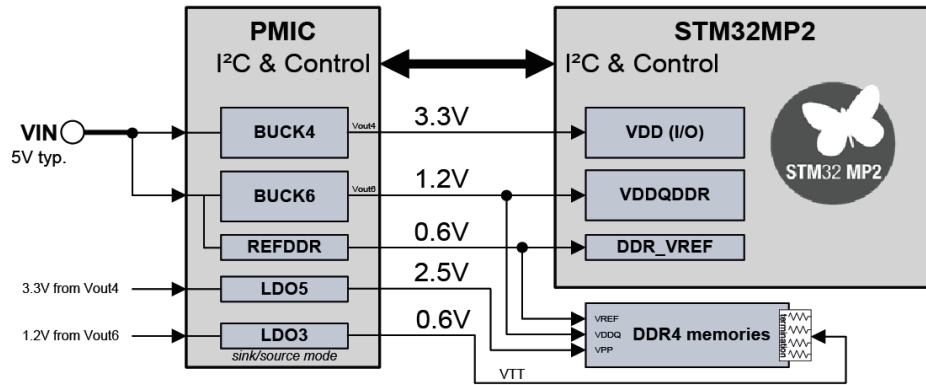 PMIC
I²C & Control
STM32MP2
I²C & Control
VIN
5V typ.
BUCK4
Vout4
3.3V
VDD (I/O)
STM32 MP2
BUCK6
Vout6
1.2V
VDDQDDR
REFDDR
0.6V
DDR_VREF
3.3V from Vout4
LDO5
2.5V
1.2V from Vout6
LDO3
sink/source mode
0.6V
VREF
VDDQ
VPP
DDR4 memories
termination
VTT